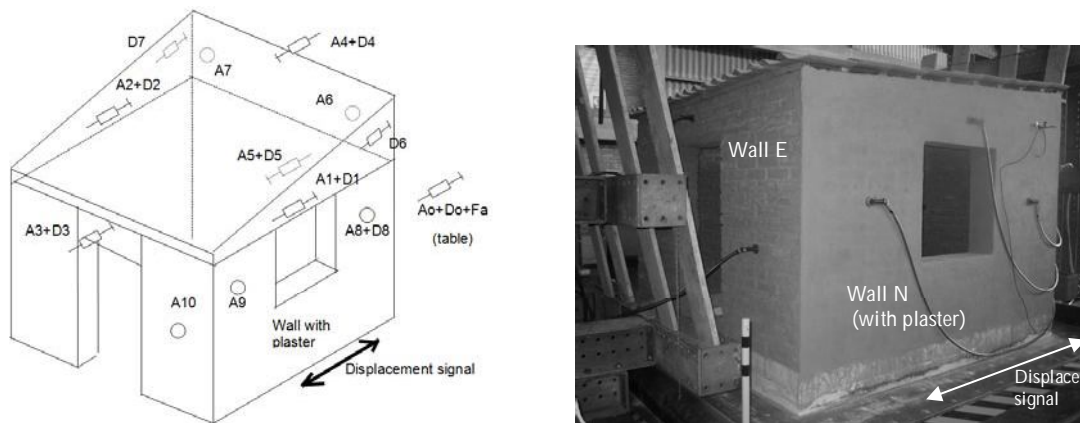 A4+D4
D7
A7
A2+D2
A6
D6
A5+D5
A1+D1
Ao+Do+Fa
(table)
A3+D3
A8+D8
A10
A9
Wall with
plaster
Displacement signal
Wall E
Wall N
(with plaster)
Displace
signal